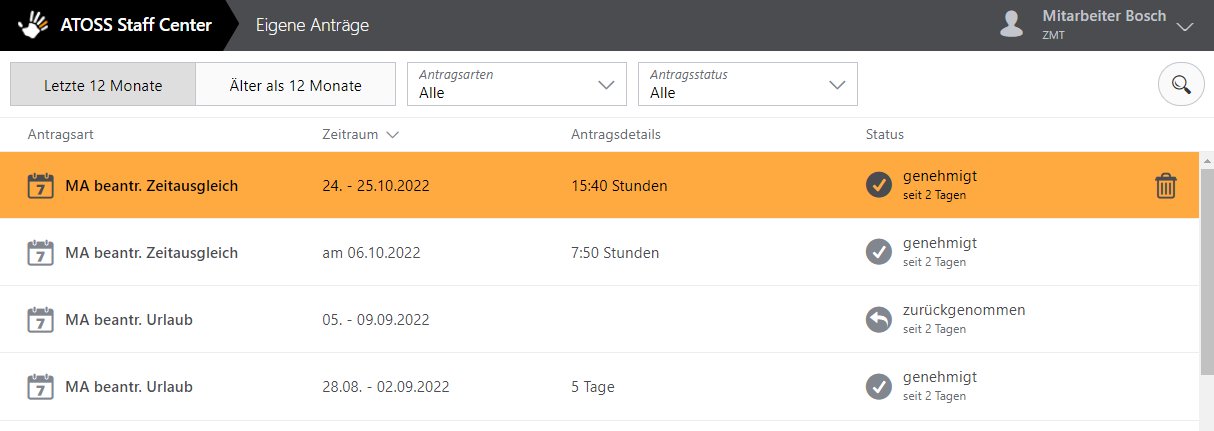 ATOSS Staff Center
Eigene Anträge
Mitarbeiter Bosch
ZMT
Letzte 12 Monate
Älter als 12 Monate
Antragsarten
Alle
Antragsstatus
Alle
Antragsart Zeitraum Antragsdetails Status
7 MA beantr. Zeitausgleich 24. - 25.10.2022 15:40 Stunden genehmigt
seit 2 Tagen
7 MA beantr. Zeitausgleich am 06.10.2022 7:50 Stunden genehmigt
seit 2 Tagen
7 MA beantr. Urlaub 05. - 09.09.2022 zurückgenommen
seit 2 Tagen
7 MA beantr. Urlaub 28.08. - 02.09.2022 5 Tage genehmigt
seit 2 Tagen